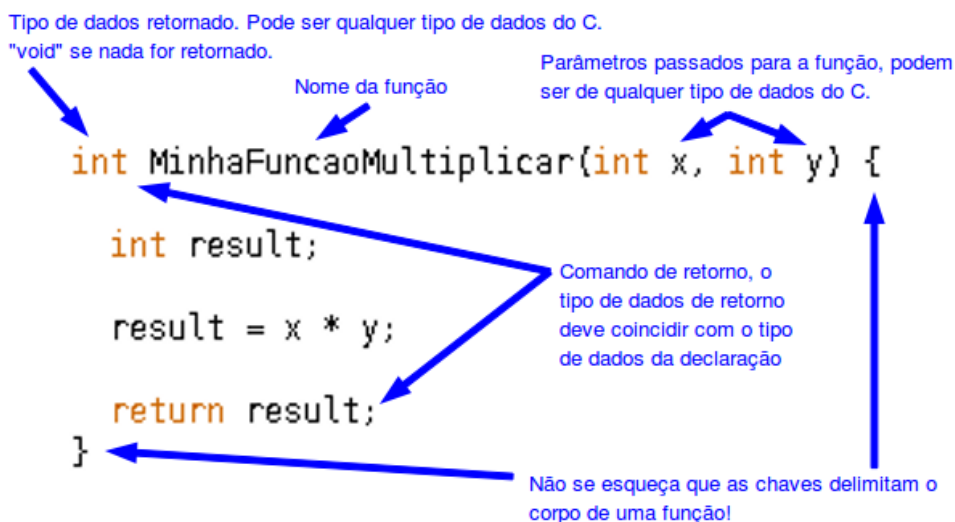 Tipo de dados retornado. Pode ser qualquer tipo de dados do C.
"void" se nada for retornado.
Nome da função
Parâmetros passados para a função, podem
ser de qualquer tipo de dados do C.
int MinhaFuncaoMultiplicar(int x, int y) {
int result;
result = x * y;
return result;
}
Comando de retorno, o
tipo de dados de retorno
deve coincidir com o tipo
de dados da declaração
Não se esqueça que as chaves delimitam o
corpo de uma função!